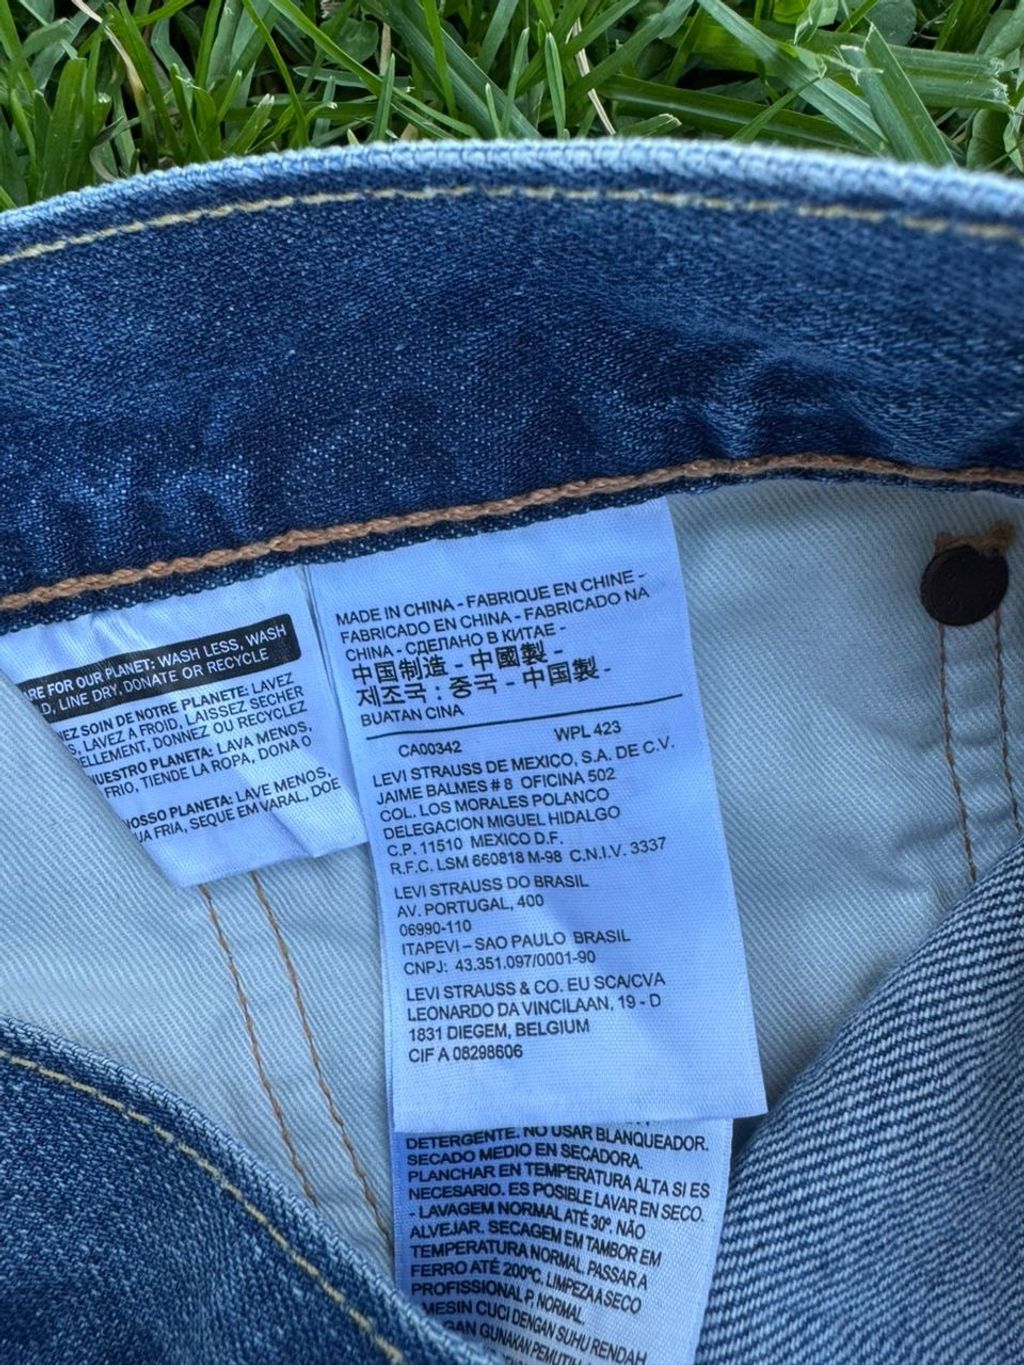 RE FOR OUR PLANET: WASH LESS, WASH
D, LINE DRY, DONATE OR RECYCLE
NEZ SOIN DE NOTRE PLANETE: LAVEZ
S, LAVEZ A FROID, LAISSEZ SECHER
ELLEMENT, DONNEZ OU RECYCLEZ
NUESTRO PLANETA: LAVA MENOS,
FRIO, TIENDE LA ROPA, DONA O
NOSSO PLANETA: LAVE MENOS,
UA FRIA, SEQUE EM VARAL, DOE
MADE IN CHINA - FABRIQUE EN CHINE -
FABRICADO EN CHINA - FABRICADO NA
CHINA - СДЕЛАНО В КИТАЕ -
中国制造 - 中國製 -
제조국 : 중국 - 中国製 -
BUATAN CINA
CA00342 WPL 423
LEVI STRAUSS DE MEXICO, S.A. DE C.V.
JAIME BALMES # 8 OFICINA 502
COL. LOS MORALES POLANCO
DELEGACION MIGUEL HIDALGO
C.P. 11510 MEXICO D.F.
R.F.C. LSM 660818 M-98 C.N.I.V. 3337
LEVI STRAUSS DO BRASIL
AV. PORTUGAL, 400
06990-110
ITAPEVI – SAO PAULO BRASIL
CNPJ: 43.351.097/0001-90
LEVI STRAUSS & CO. EU SCA/CVA
LEONARDO DA VINCILAAN, 19 - D
1831 DIEGEM, BELGIUM
CIF A 08298606
DETERGENTE. NO USAR BLANQUEADOR.
SECADO MEDIO EN SECADORA.
PLANCHAR EN TEMPERATURA ALTA SI ES
NECESARIO. ES POSIBLE LAVAR EN SECO.
- LAVAGEM NORMAL ATÉ 30°. NÃO
ALVEJAR. SECAGEM EM TAMBOR EM
TEMPERATURA NORMAL. PASSAR A
FERRO ATÉ 200°C. LIMPEZA A SECO
PROFISSIONAL P, NORMAL.
MESIN CUCI DENGAN SUHU RENDAH
GAN GUNAKAN PEMUTIH